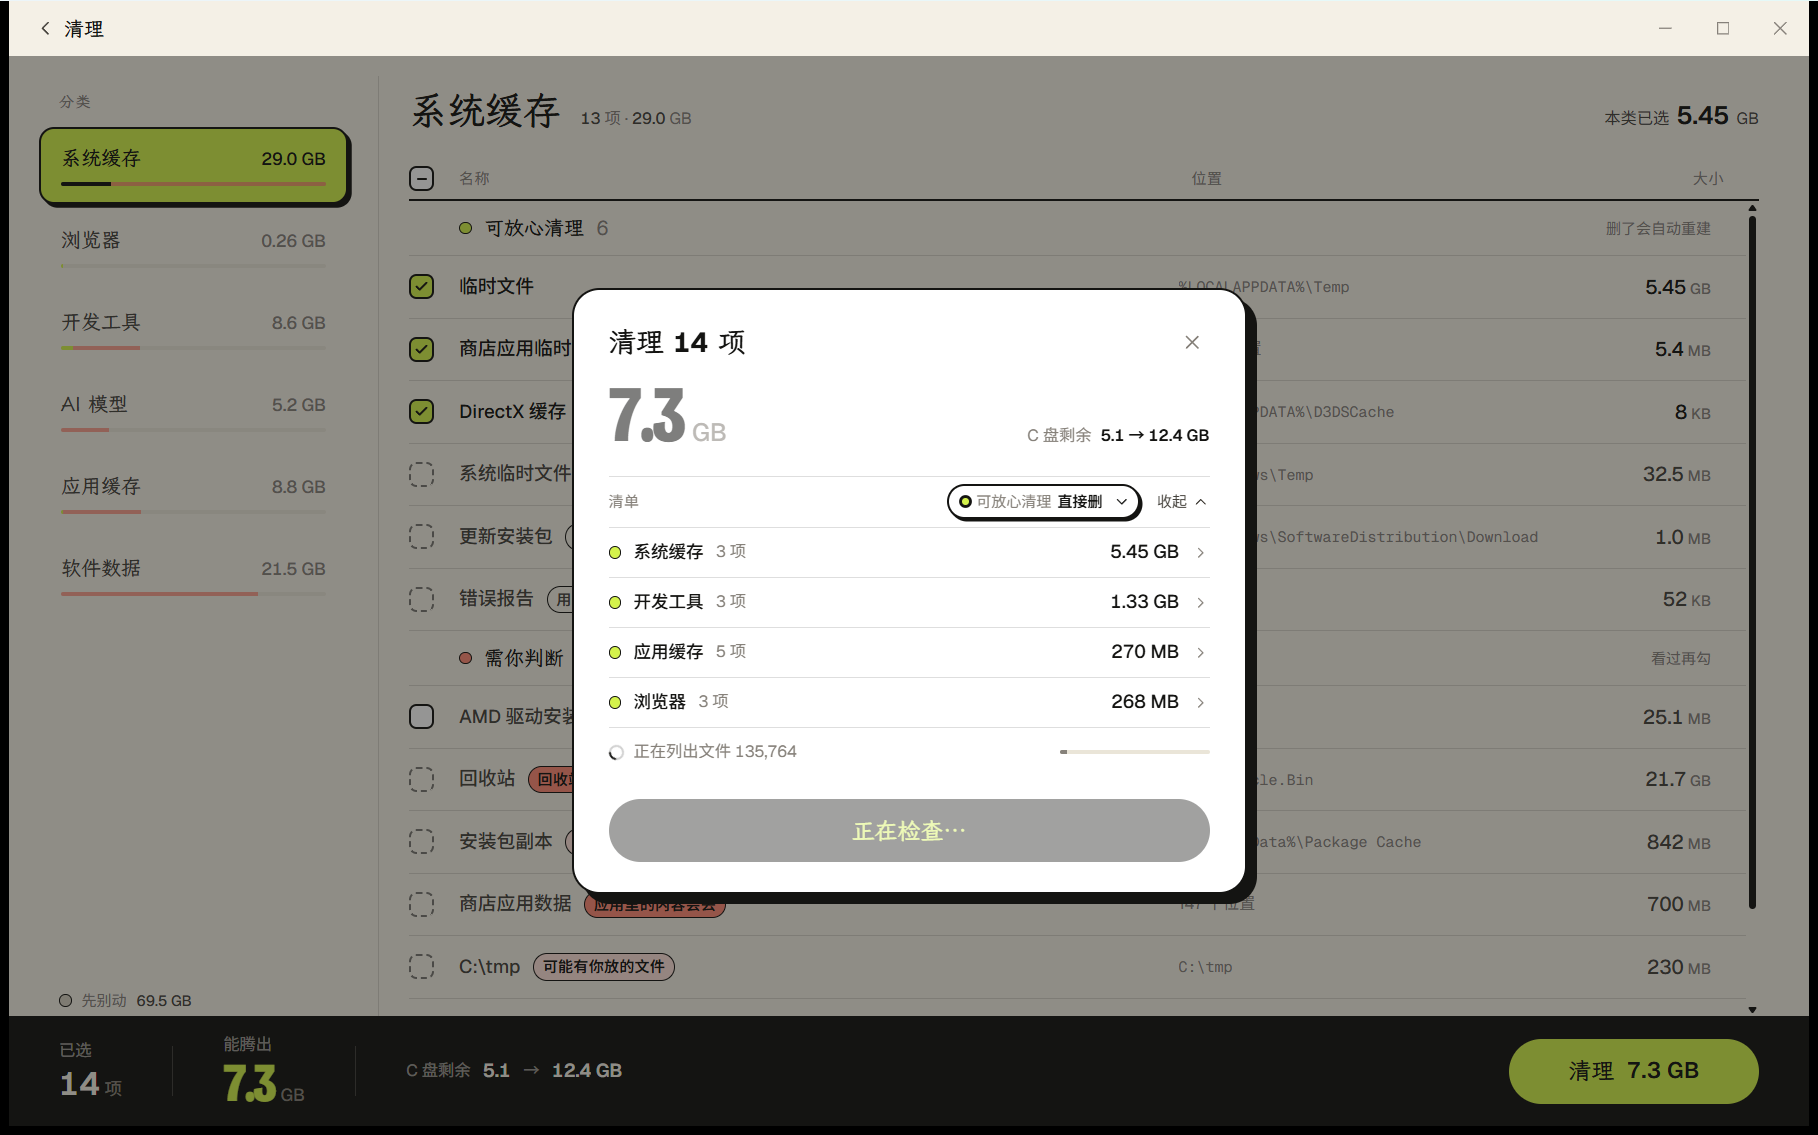 清理
分类
系统缓存 29.0 GB
浏览器 0.26 GB
开发工具 8.6 GB
AI 模型 5.2 GB
应用缓存 8.8 GB
软件数据 21.5 GB
先别动 69.5 GB
系统缓存 13 项 · 29.0 GB
本类已选 5.45 GB
名称 位置 大小
可放心清理 6 删了会自动重建
临时文件 %LOCALAPPDATA%\Temp 5.45 GB
商店应用临时 5.4 MB
DirectX 缓存 PDATA%\D3DSCache 8 KB
系统临时文件 ws\Temp 32.5 MB
更新安装包 ws\SoftwareDistribution\Download 1.0 MB
错误报告 用 52 KB
需你判断 看过再勾
AMD 驱动安装 25.1 MB
回收站 回收站 cle.Bin 21.7 GB
安装包副本 Data%\Package Cache 842 MB
商店应用数据 700 MB
C:\tmp 可能有你放的文件 C:\tmp 230 MB
清理 14 项
7.3 GB
C 盘剩余 5.1 → 12.4 GB
清单 可放心清理 直接删 收起
系统缓存 3 项 5.45 GB
开发工具 3 项 1.33 GB
应用缓存 5 项 270 MB
浏览器 3 项 268 MB
正在列出文件 135,764
正在检查…
已选
14 项
能腾出
7.3 GB
C 盘剩余 5.1 → 12.4 GB
清理 7.3 GB